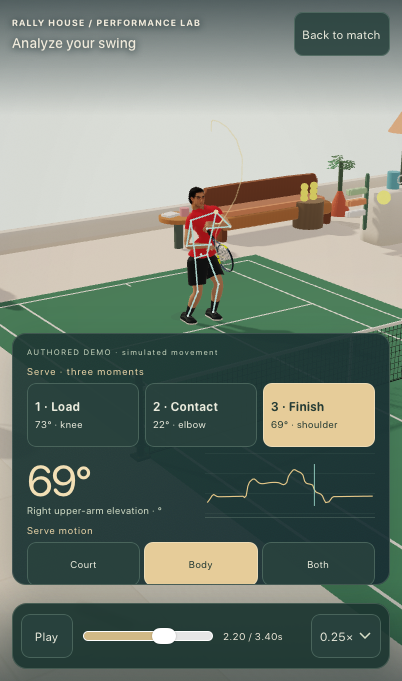 RALLY HOUSE / PERFORMANCE LAB
Analyze your swing
Back to match
AUTHORED DEMO · simulated movement
Serve · three moments
1 · Load
73° · knee
2 · Contact
22° · elbow
3 · Finish
69° · shoulder
69°
Right upper-arm elevation · °
Serve motion
Court
Body
Both
Play
2.20 / 3.40s
0.25×